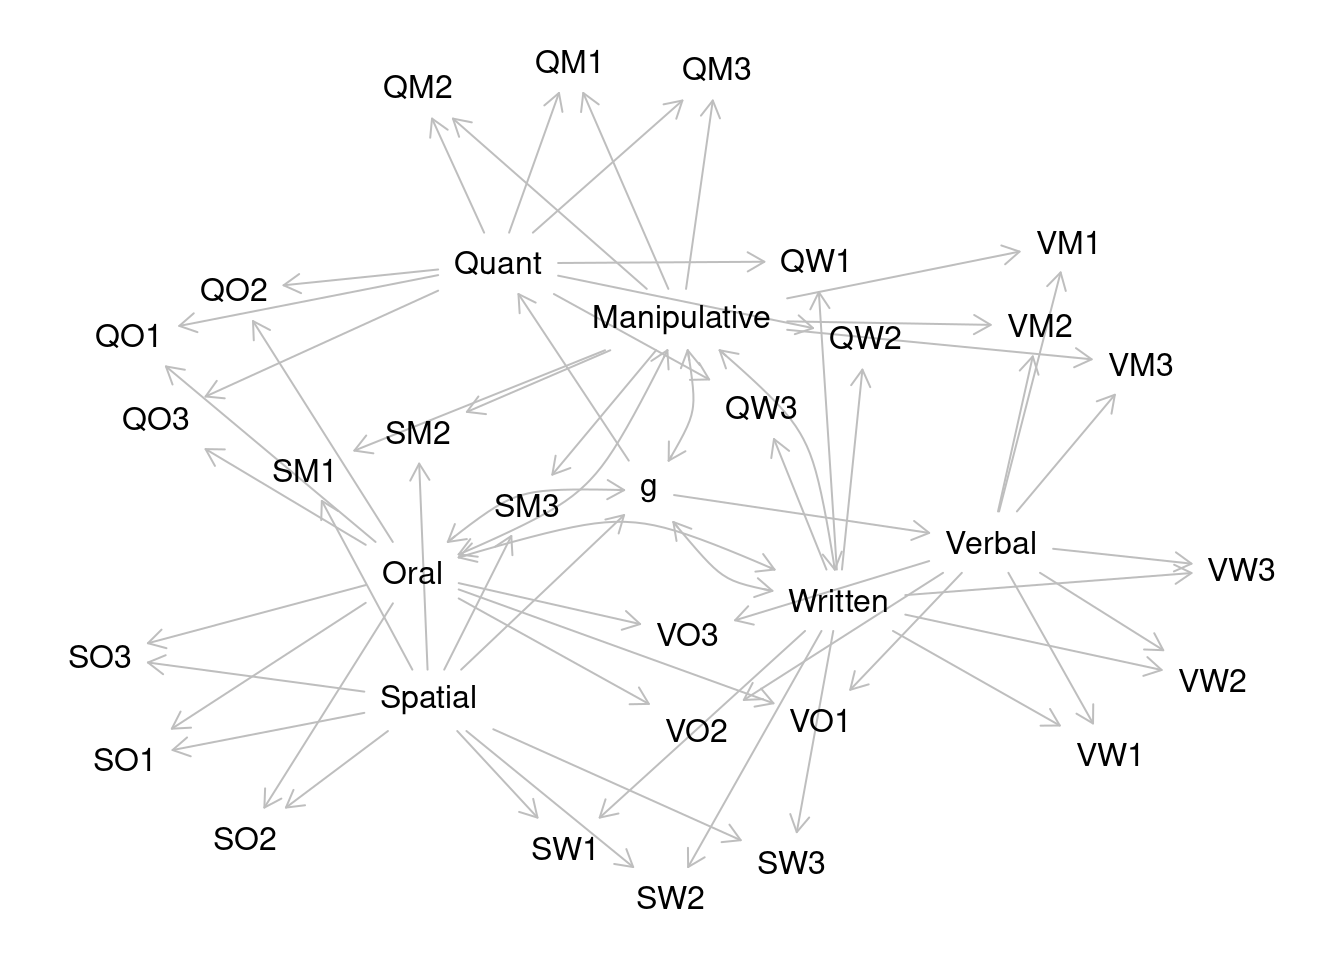 QM1
QM3
QM2
VM1
QW1
Quant
QO2
Manipulative
VM2
QO1
QW2
VM3
QW3
QO3
SM2
SM1
g
SM3
Verbal
VW3
Oral
Written
VO3
SO3
VW2
Spatial
VO1
VO2
VW1
SO1
SO2
SW1
SW3
SW2